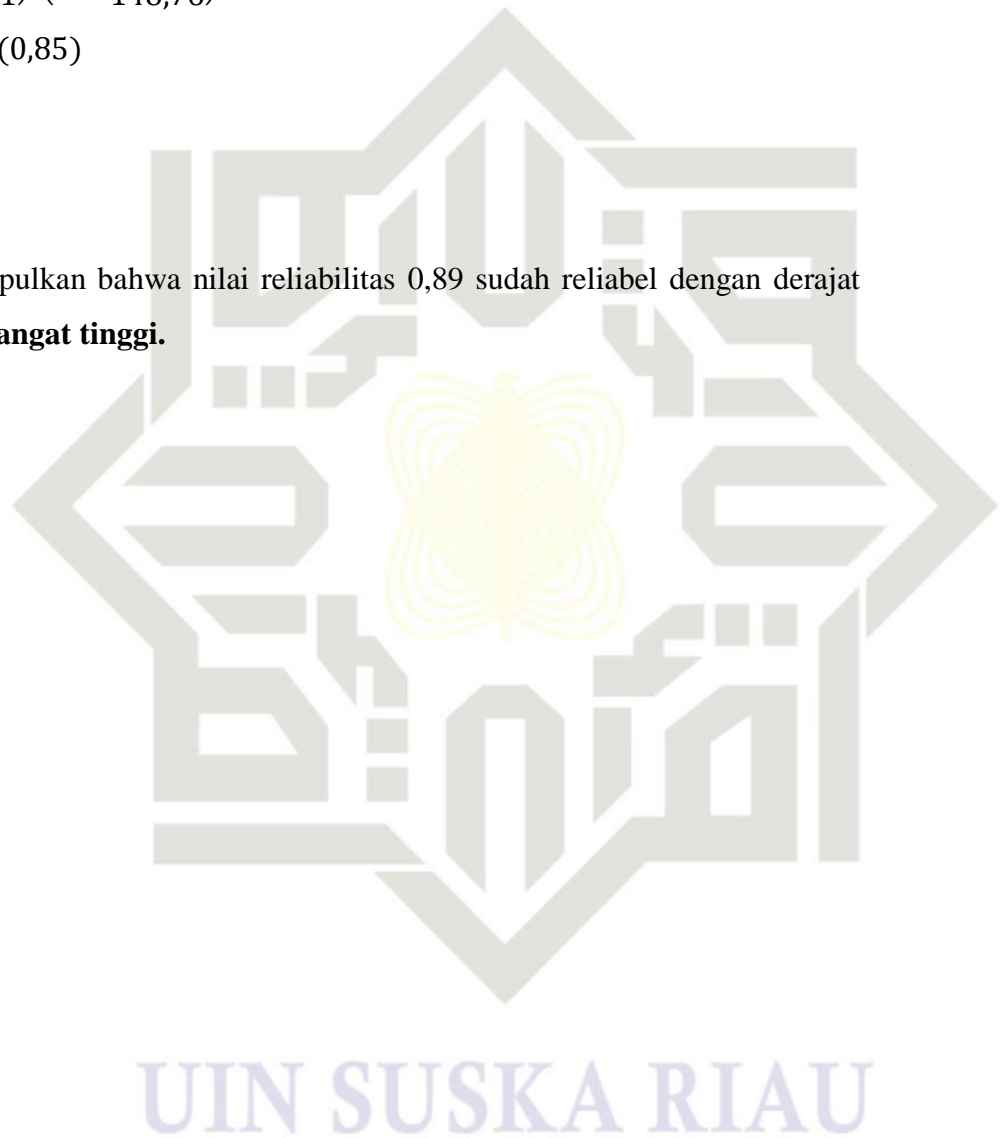 (0,85)
pulkan bahwa nilai reliabilitas 0,89 sudah reliabel dengan derajat
angat tinggi.
UIN SUSKA RIAU